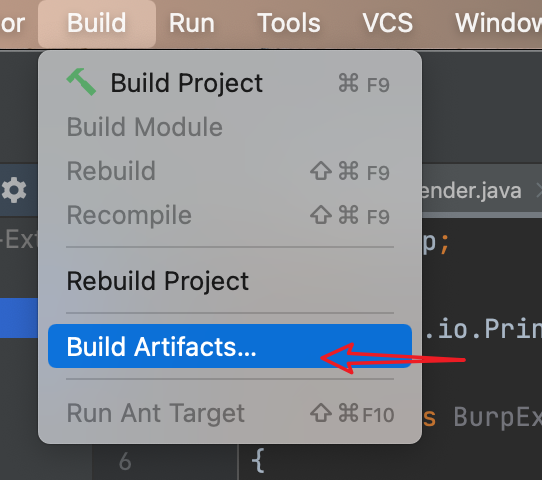 or Build Run Tools VCS Window
Build Project ⌘ F9
Build Module
Rebuild ⇧ ⌘ F9
ender.java
Recompile ⇧ ⌘ F9
-Ext
p;
Rebuild Project
.io.Prin
Build Artifacts...
Run Ant Target ⇧ ⌘ F10
s BurpEx
6 {